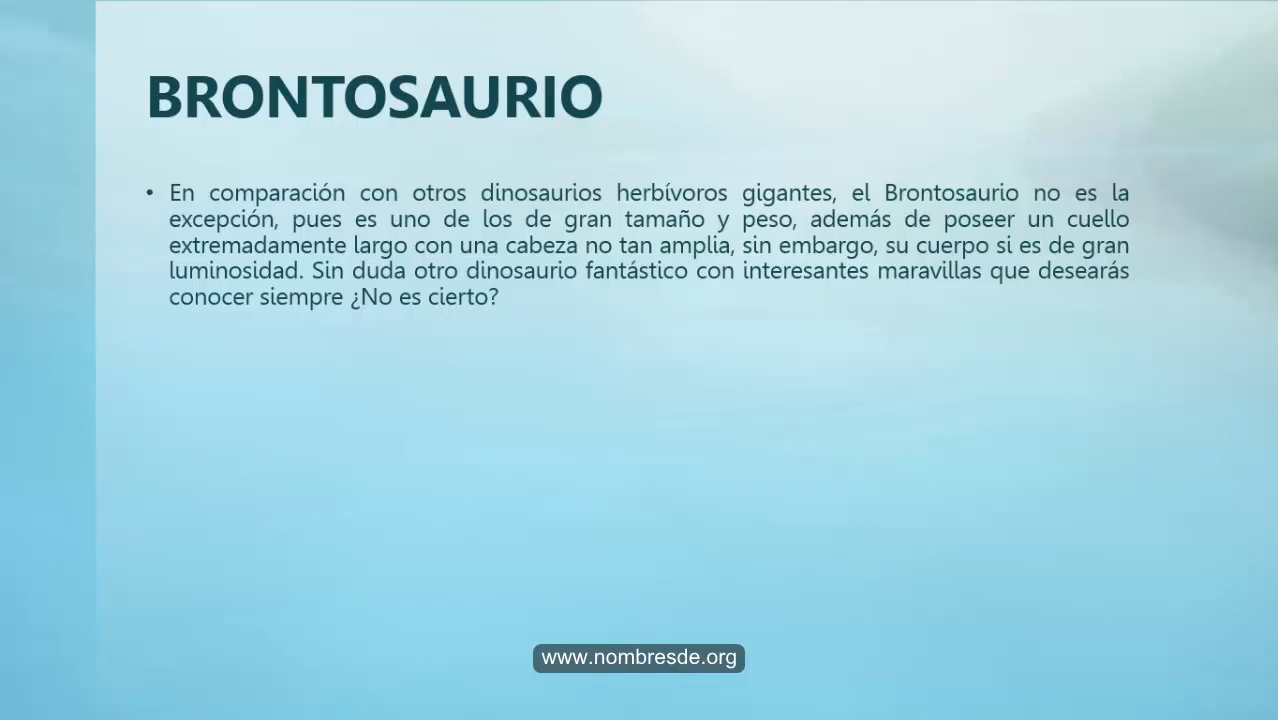 BRONTOSAURIO
• En comparación con otros dinosaurios herbívoros gigantes, el Brontosaurio no es la
excepción, pues es uno de los de gran tamaño y peso, además de poseer un cuello
extremadamente largo con una cabeza no tan amplia, sin embargo, su cuerpo si es de gran
luminosidad. Sin duda otro dinosaurio fantástico con interesantes maravillas que desearás
conocer siempre ¿No es cierto?
www.nombresde.org